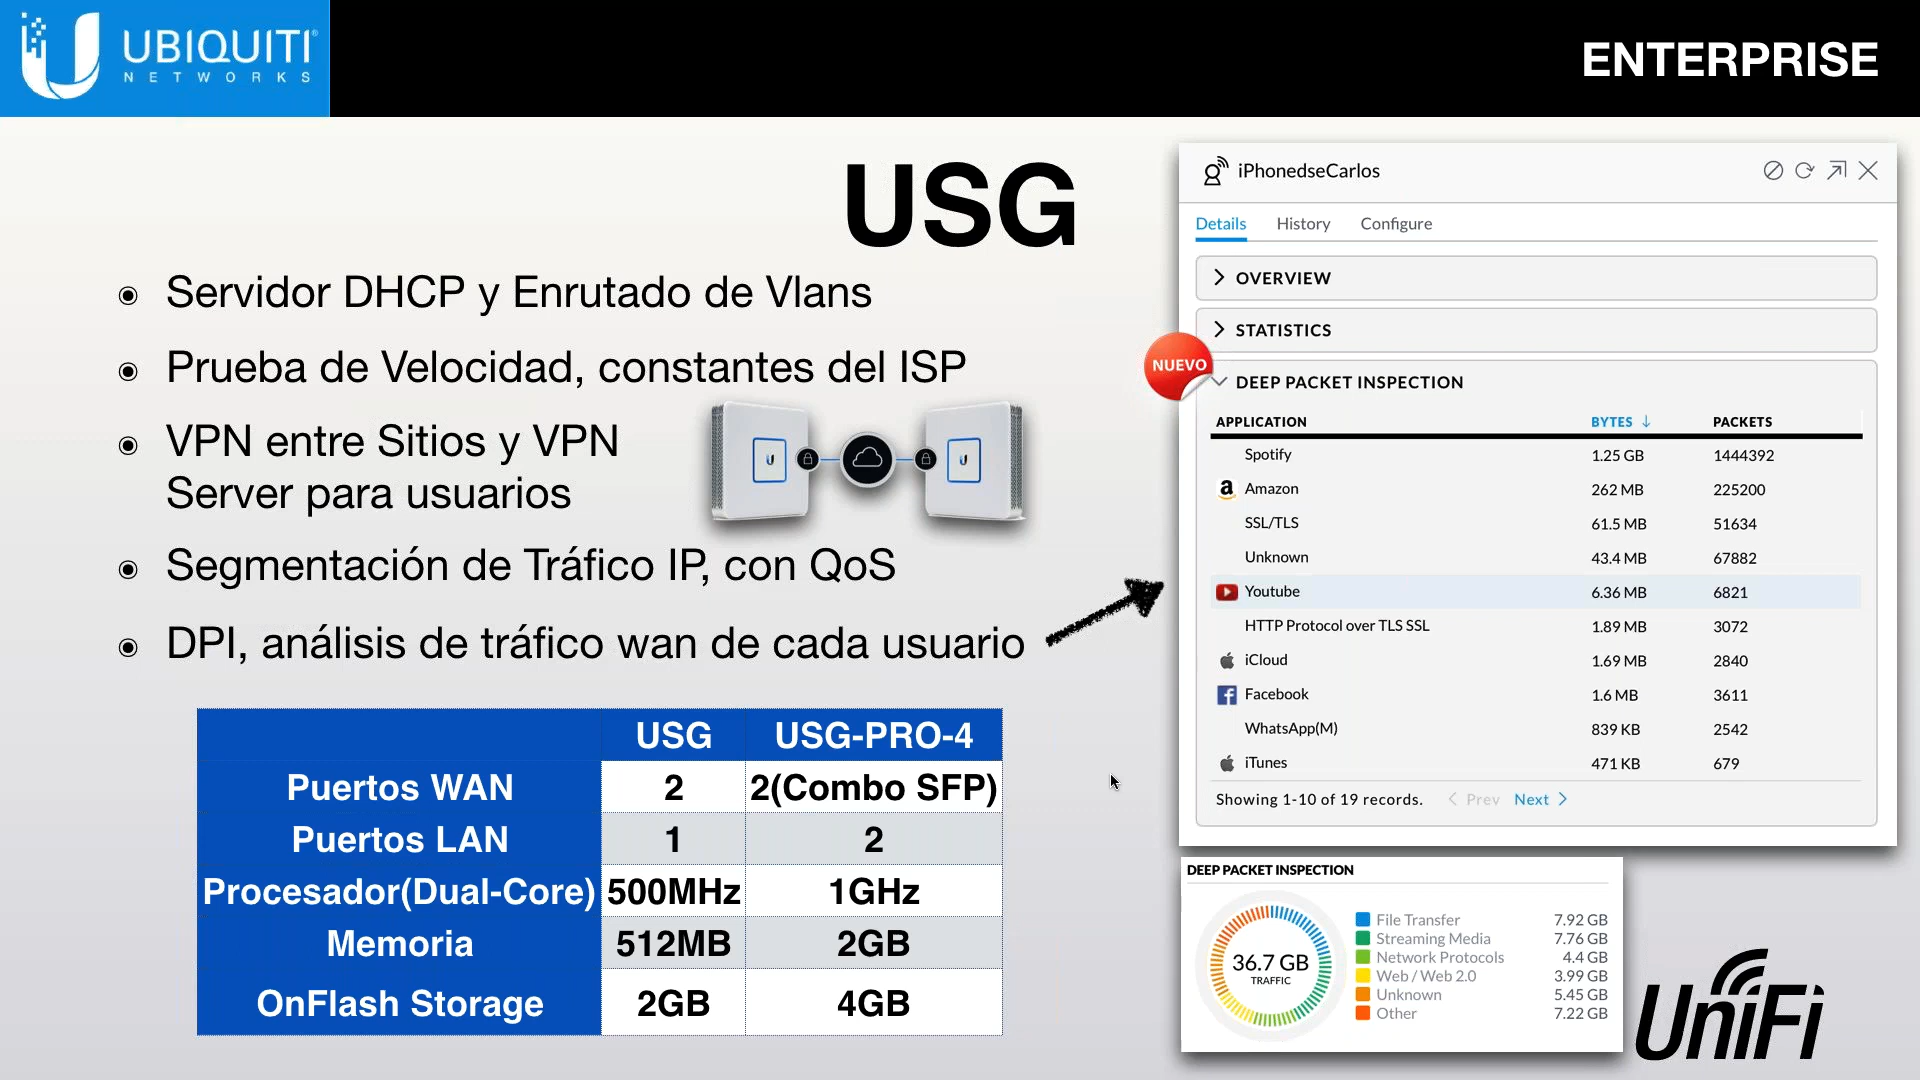 UBIQUITI
NETWORKS
ENTERPRISE
USG
Servidor DHCP y Enrutado de Vlans
Prueba de Velocidad, constantes del ISP
VPN entre Sitios y VPN
Server para usuarios
Segmentación de Tráfico IP, con QoS
DPI, análisis de tráfico wan de cada usuario
USG USG-PRO-4
Puertos WAN 2 2(Combo SFP)
Puertos LAN 1 2
Procesador(Dual-Core) 500MHz 1GHz
Memoria 512MB 2GB
OnFlash Storage 2GB 4GB
iPhonedseCarlos
Details History Configure
OVERVIEW
STATISTICS
NUEVO
DEEP PACKET INSPECTION
APPLICATION BYTES PACKETS
Spotify 1.25 GB 1444392
Amazon 262 MB 225200
SSL/TLS 61.5 MB 51634
Unknown 43.4 MB 67882
Youtube 6.36 MB 6821
HTTP Protocol over TLS SSL 1.89 MB 3072
iCloud 1.69 MB 2840
Facebook 1.6 MB 3611
WhatsApp(M) 839 KB 2542
iTunes 471 KB 679
Showing 1-10 of 19 records. Prev Next
DEEP PACKET INSPECTION
36.7 GB
TRAFFIC
File Transfer 7.92 GB
Streaming Media 7.76 GB
Network Protocols 4.4 GB
Web / Web 2.0 3.99 GB
Unknown 5.45 GB
Other 7.22 GB
UniFi